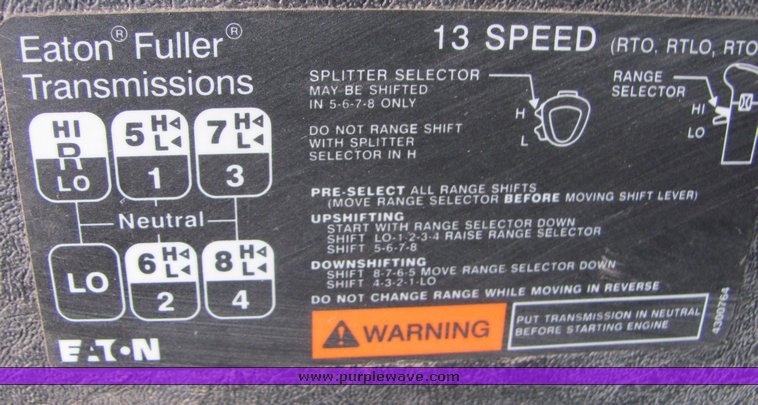 Eaton® Fuller®
Transmissions
13 SPEED (RTO, RTLO, RTO
SPLITTER SELECTOR
MAY BE SHIFTED
IN 5-6-7-8 ONLY
DO NOT RANGE SHIFT
WITH SPLITTER
SELECTOR IN H
H
L
RANGE
SELECTOR
HI
LO
HI
R
LO
5 H
L
1
7 H
L
3
Neutral
LO
6 H
L
2
8 H
L
4
PRE-SELECT ALL RANGE SHIFTS
(MOVE RANGE SELECTOR BEFORE MOVING SHIFT LEVER)
UPSHIFTING
START WITH RANGE SELECTOR DOWN
SHIFT LO-1-2-3-4 RAISE RANGE SELECTOR
SHIFT 5-6-7-8
DOWNSHIFTING
SHIFT 8-7-6-5 MOVE RANGE SELECTOR DOWN
SHIFT 4-3-2-1-LO
DO NOT CHANGE RANGE WHILE MOVING IN REVERSE
WARNING
PUT TRANSMISSION IN NEUTRAL
BEFORE STARTING ENGINE
4300764
EATON
www.purplewave.com